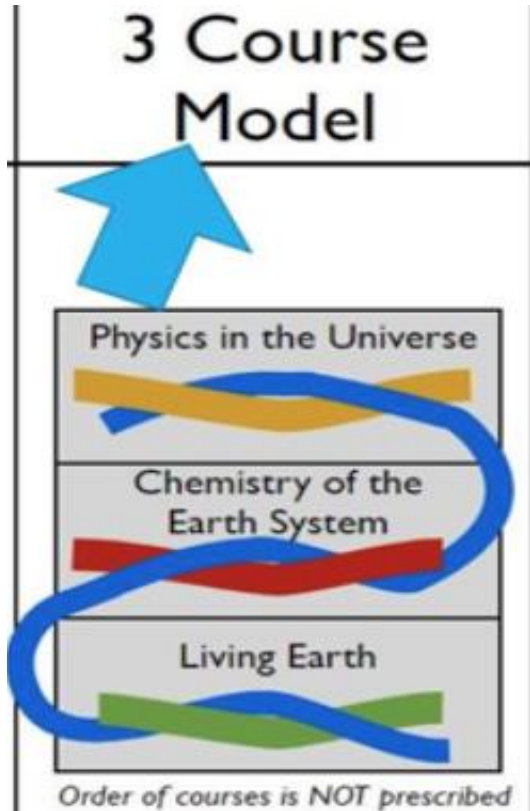 3 Course
Model
Physics in the Universe
Chemistry of the
Earth System
Living Earth
Order of courses is NOT prescribed